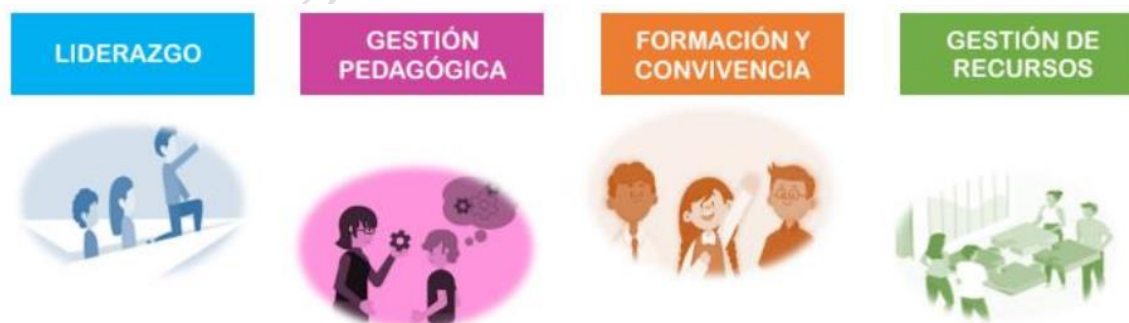 LIDERAZGO
GESTIÓN
PEDAGÓGICA
FORMACIÓN Y
CONVIVENCIA
GESTIÓN DE
RECURSOS